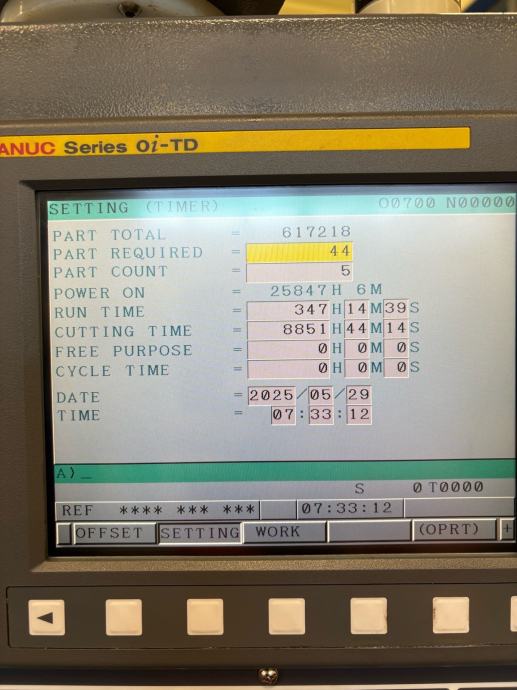 FANUC Series 0i-TD
SETTING (TIMER) O0700 N00000
PART TOTAL = 617218
PART REQUIRED = 44
PART COUNT = 5
POWER ON = 25847H 6M
RUN TIME = 347H14M39S
CUTTING TIME = 8851H44M14S
FREE PURPOSE = 0H 0M 0S
CYCLE TIME = 0H 0M 0S
DATE = 2025/05/29
TIME = 07:33:12
A)_
S 0 T0000
REF **** *** *** 07:33:12
OFFSET SETTING WORK (OPRT) +